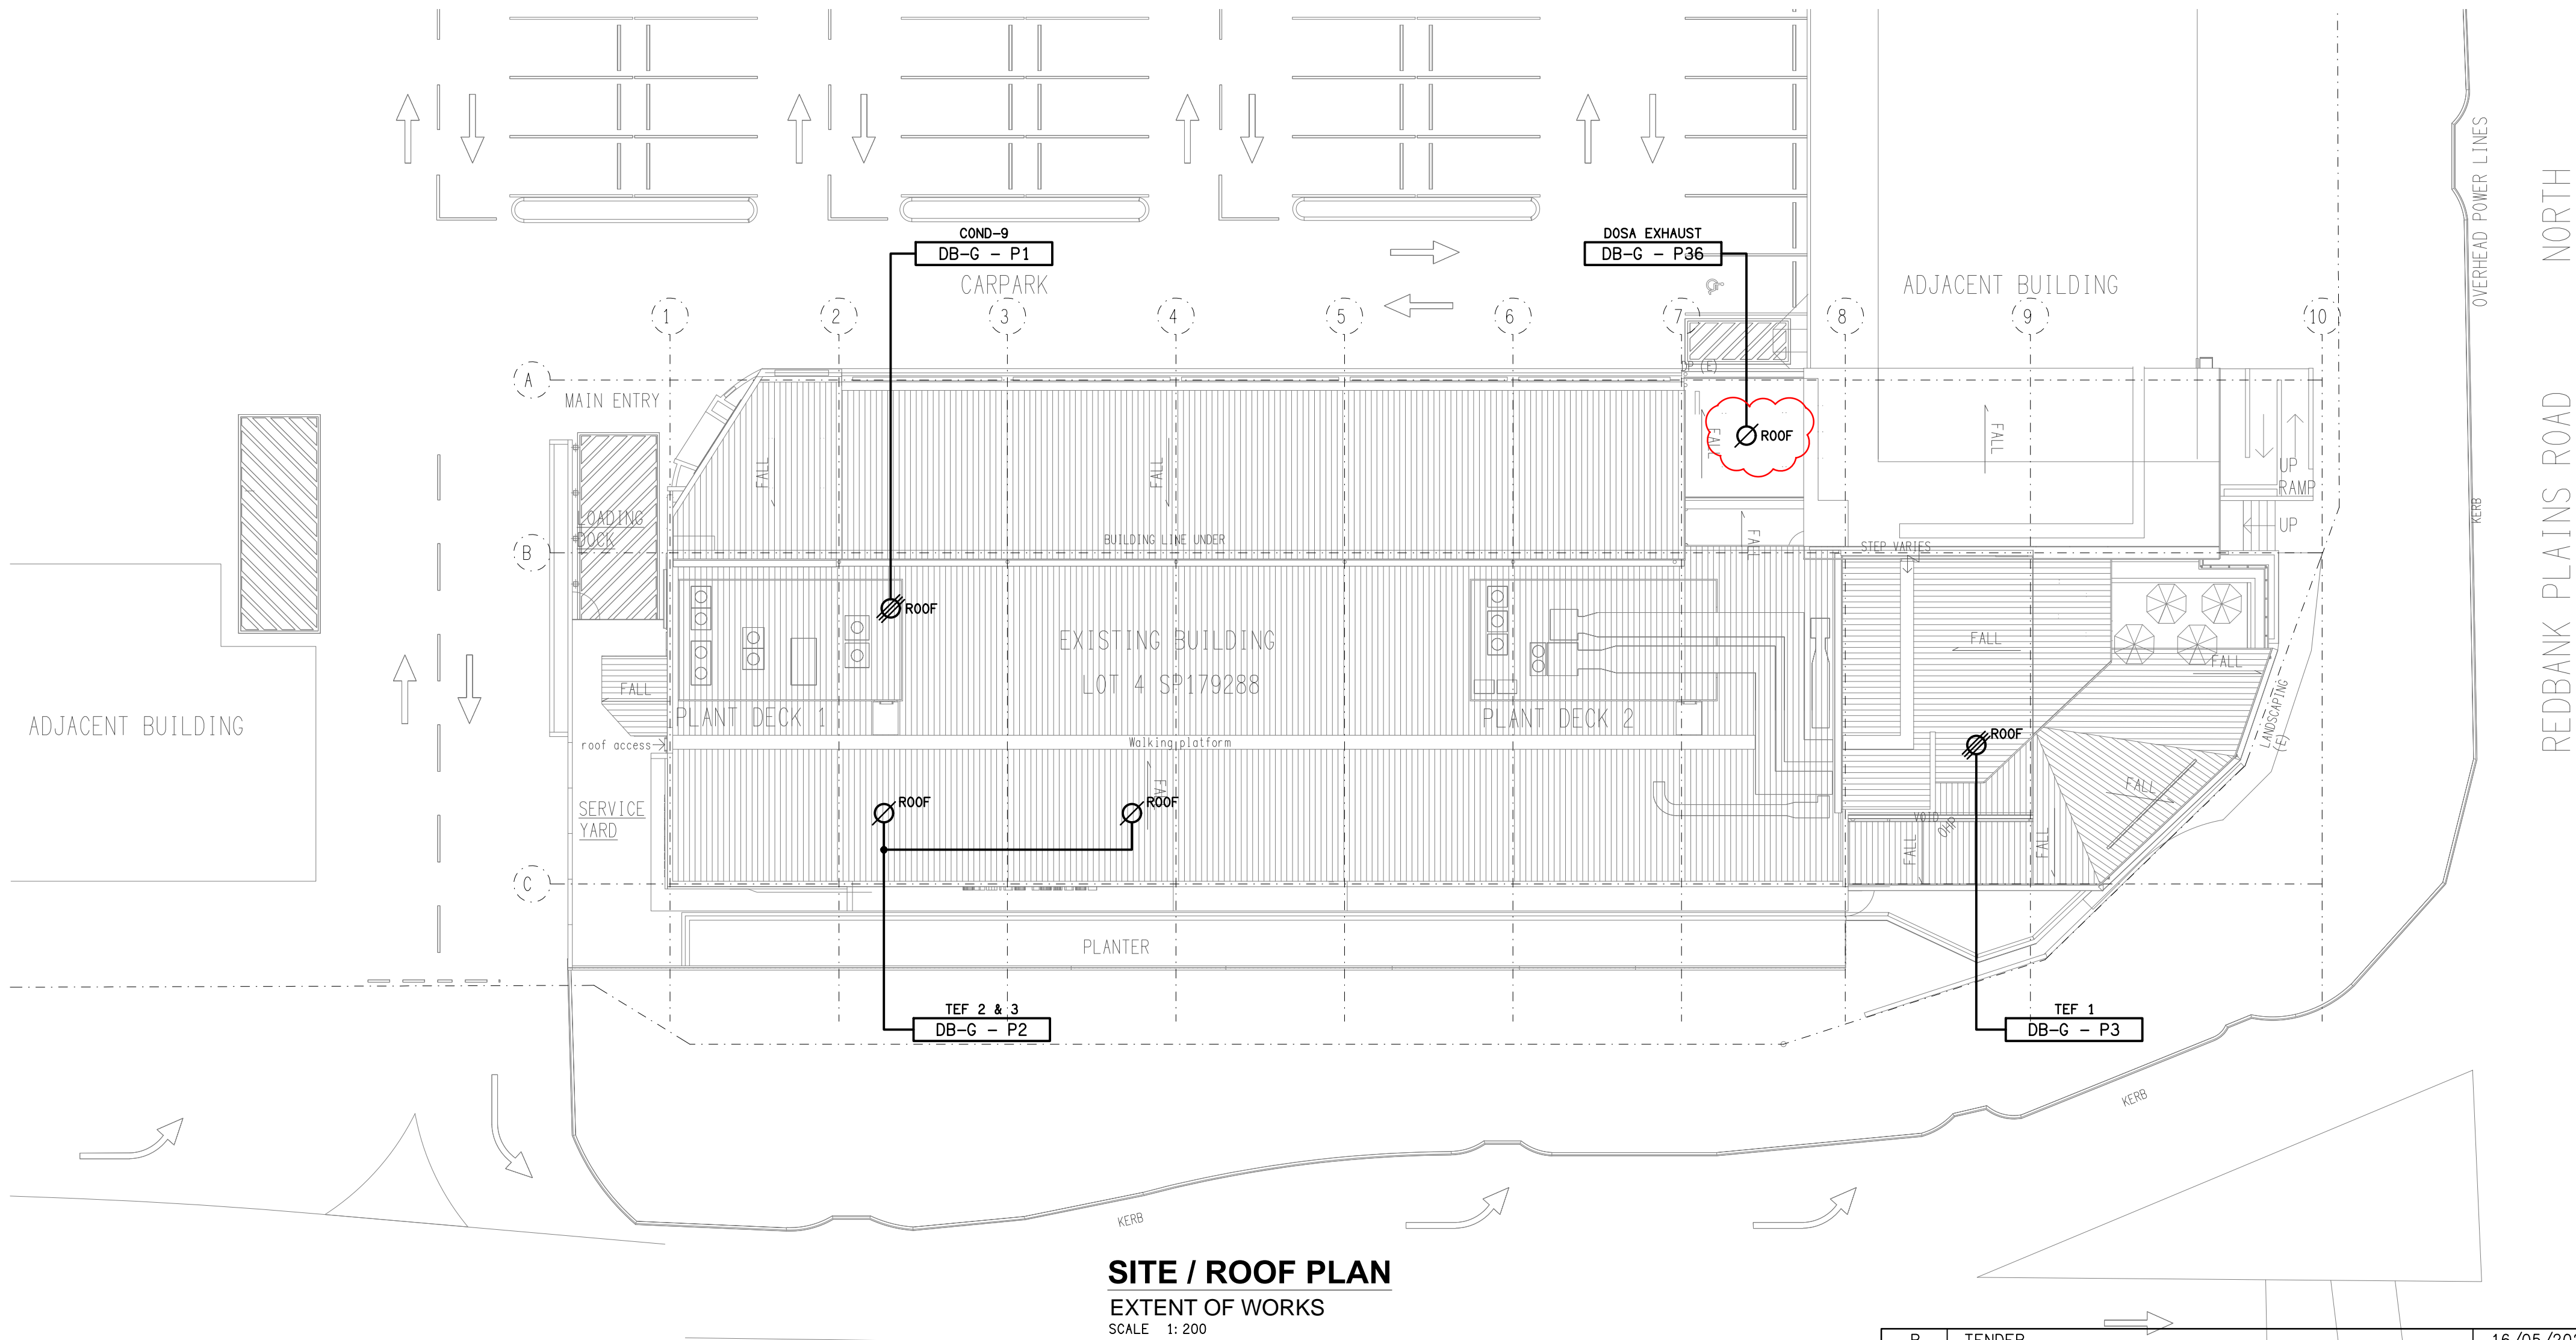 COND-9
DB-G - P1
CARPARK
DOSA EXHAUST
DB-G - P36
ADJACENT BUILDING
OVERHEAD POWER LINES
NORTH
REDBANK PLAINS ROAD
1
2
3
4
5
6
7
8
9
10
A
MAIN ENTRY
DP (E)
ROOF
FALL
FALL
FALL
FALL
UP
RAMP
UP
KERB
LOADING
DOCK
B
BUILDING LINE UNDER
FALL
STEP VARIES
ROOF
EXISTING BUILDING
LOT 4 SP179288
FALL
FALL
FALL
PLANT DECK 1
PLANT DECK 2
ADJACENT BUILDING
LANDSCAPING
(E)
roof access
Walking platform
ROOF
FALL
FALL
ROOF
ROOF
SERVICE
YARD
VOID
OHP
FALL
FALL
C
PLANTER
TEF 2 & 3
DB-G - P2
TEF 1
DB-G - P3
KERB
KERB
SITE / ROOF PLAN
EXTENT OF WORKS
SCALE 1:200
TENDER